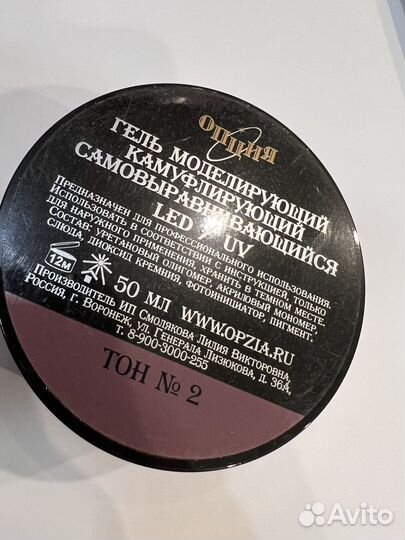 ОПЦИЯ
ГЕЛЬ МОДЕЛИРУЮЩИЙ
КАМУФЛИРУЮЩИЙ
САМОВЫРАВНИВАЮЩИЙСЯ
LED / UV
Предназначен для профессионального использования.
Использовать в соответствии с инструкцией, только
для наружного применения, хранить в темном месте.
Состав: уретановый олигомер, акриловый мономер,
слюда, диоксил кремния, фотоинициатор, пигмент.
12М
50 МЛ WWW.OPZIA.RU
Производитель ИП Смолякова Лилия Викторовна,
Россия, г. Воронеж, ул. Генерала Лизюкова, д. 36А,
т. 8-900-3000-255
ТОН № 2
Avito